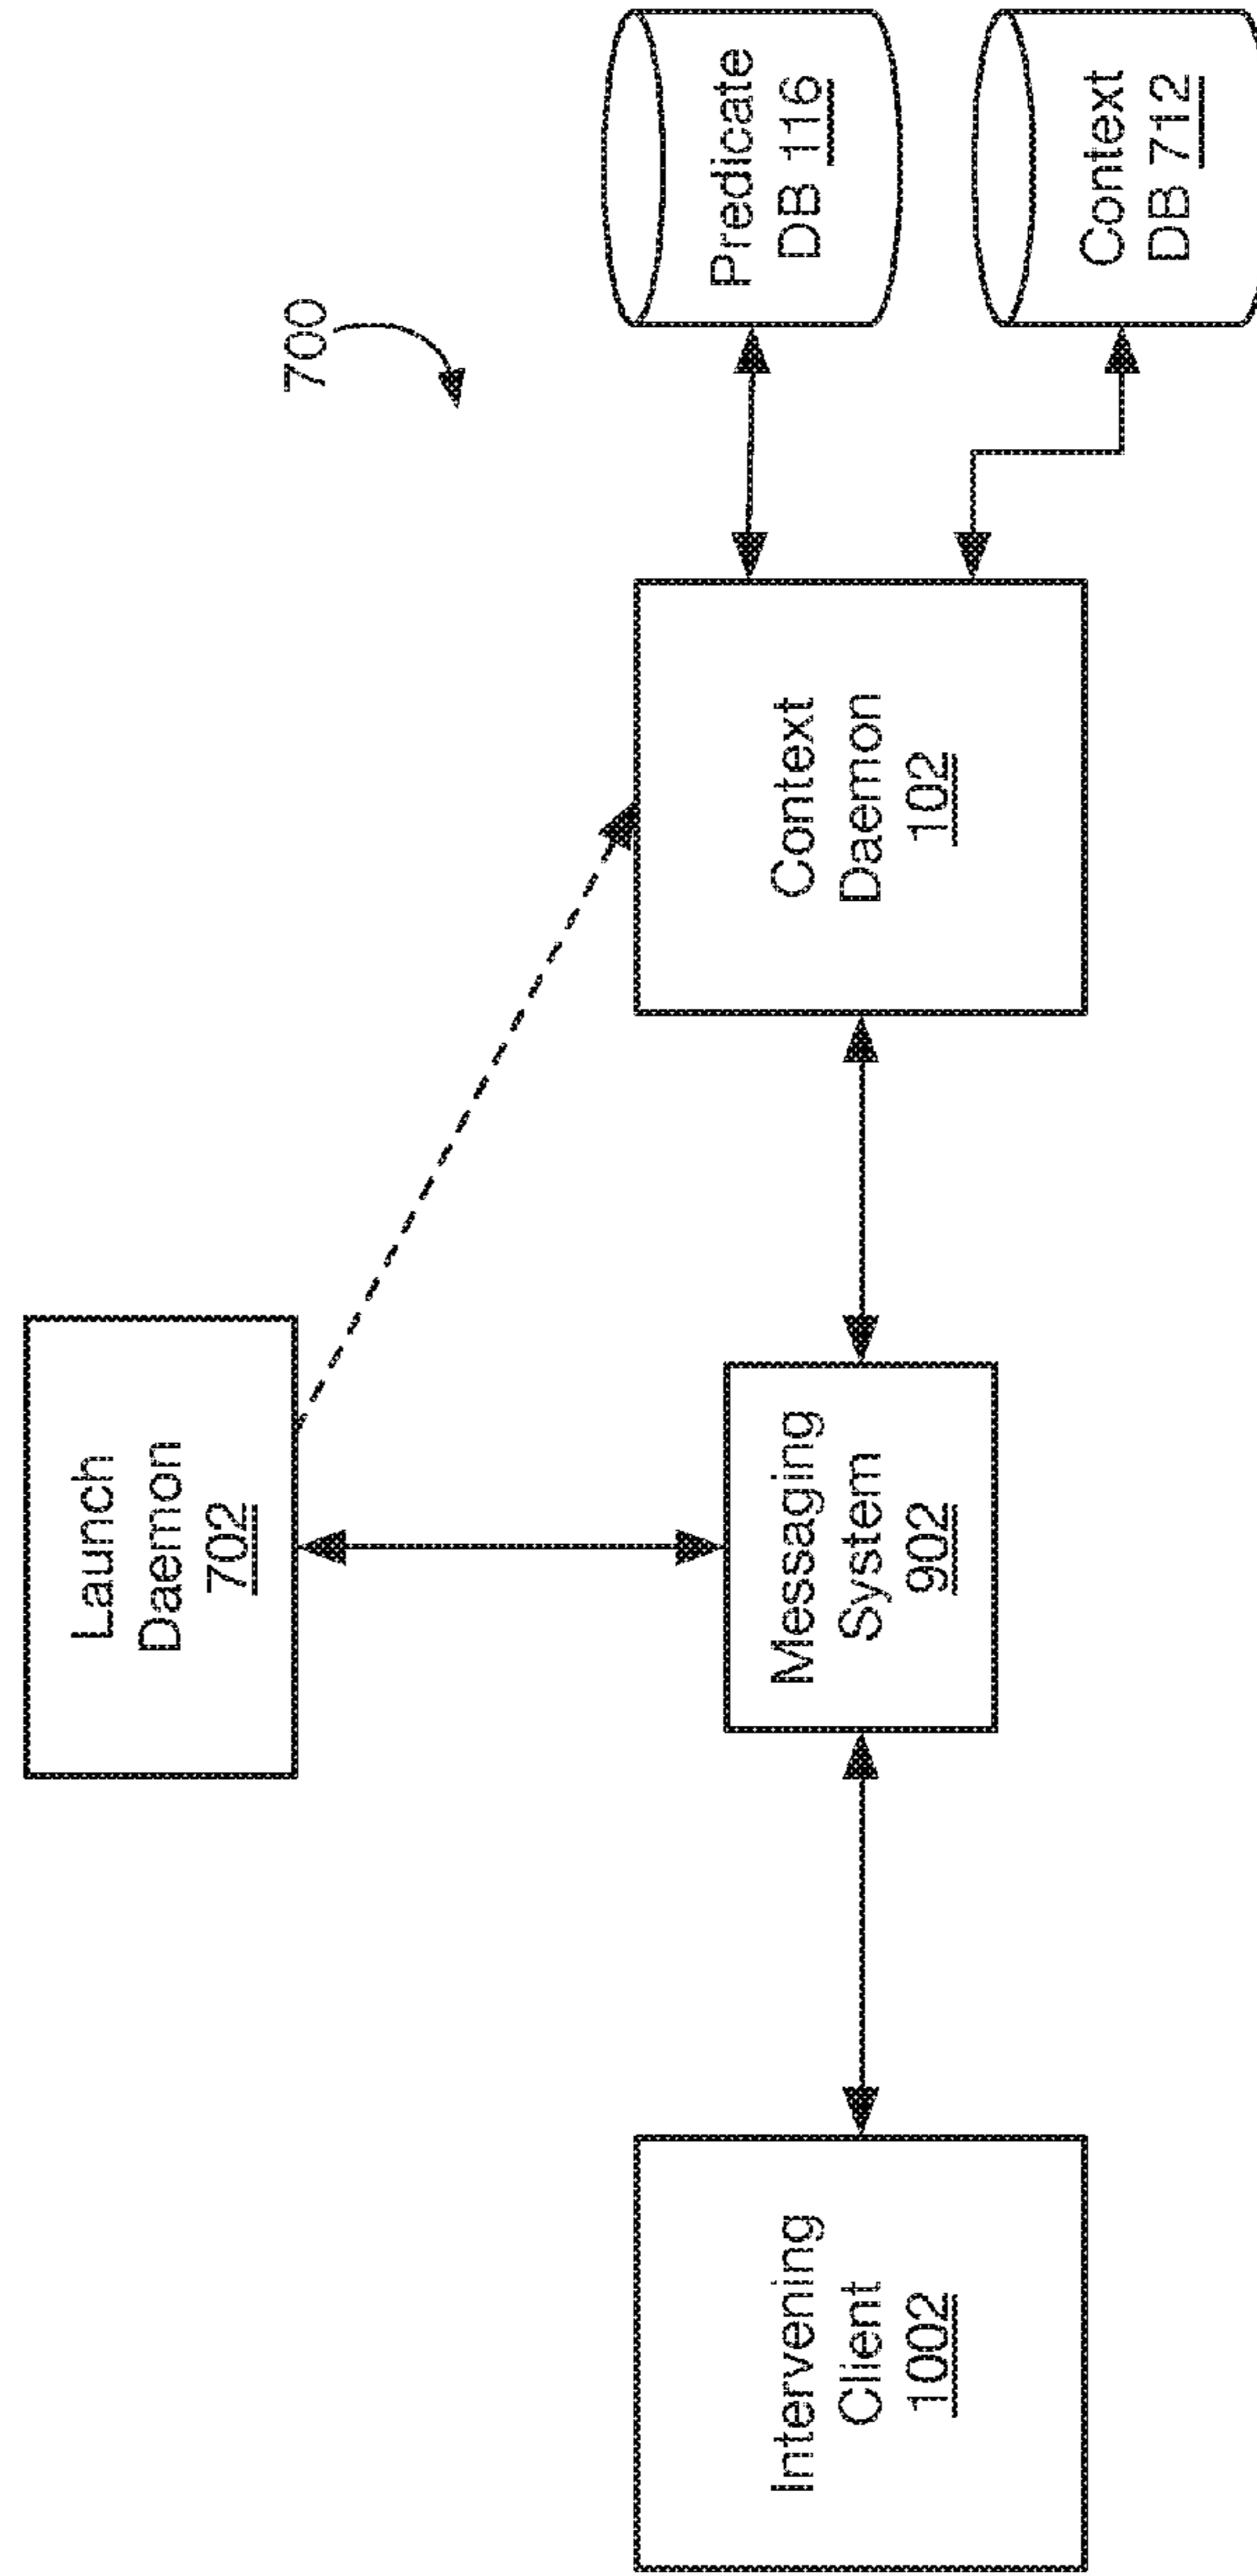 700
Launch
Daemon
702
Intervening
Client
1002
Messaging
System
902
Context
Daemon
102
Predicate
DB 116
Context
DB 712